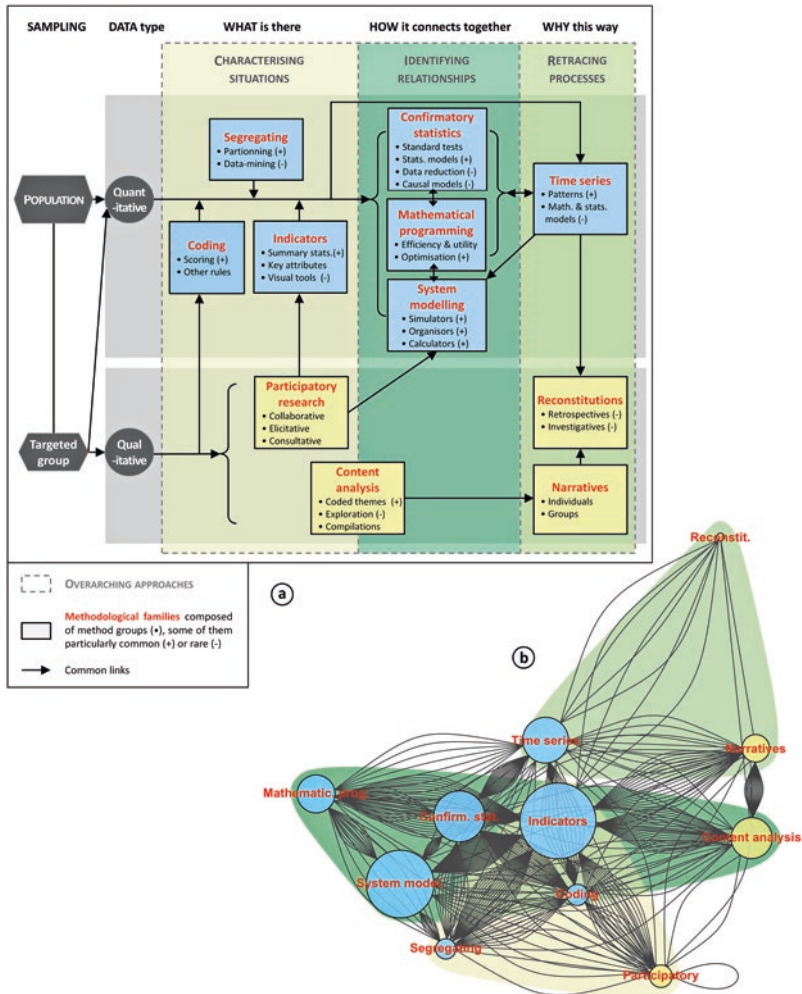 SAMPLING
DATA type
WHAT is there
HOW it connects together
WHY this way
CHARACTERISING
SITUATIONS
IDENTIFYING
RELATIONSHIPS
RETRACING
PROCESSES
POPULATION
Quant
-itative
Segregating
• Partionning (+)
• Data-mining (-)
Coding
• Scoring (+)
• Other rules
Indicators
• Summary stats.(+)
• Key attributes
• Visual tools (-)
Confirmatory
statistics
• Standard tests
• Stats. models (+)
• Data reduction (-)
• Causal models (-)
Mathematical
programming
• Efficiency & utility
• Optimisation (+)
System
modelling
• Simulators (+)
• Organisors (+)
• Calculators (+)
Time series
• Patterns (+)
• Math. & stats.
models (-)
Targeted
group
Qual
-itative
Participatory
research
• Collaborative
• Elicitative
• Consultative
Content
analysis
• Coded themes (+)
• Exploration (-)
• Compilations
Reconstitutions
• Retrospectives (-)
• Investigatives (-)
Narratives
• Individuals
• Groups
OVERARCHING APPROACHES
Methodological families composed
of method groups (•), some of them
particularly common (+) or rare (-)
Common links
a
b
Reconstit.
Time series
Narratives
Mathematic. prog.
Confirm. stat.
Indicators
Content analysis
System model.
Coding
Segregating
Participatory